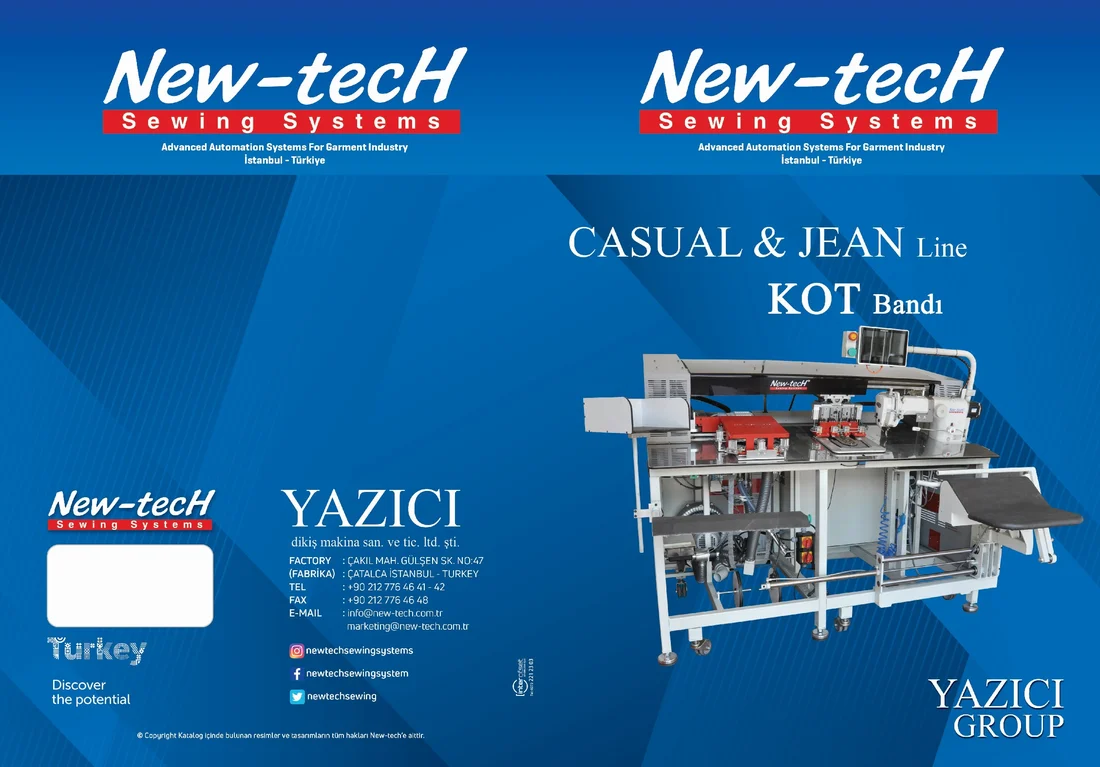 New-tecH
Sewing Systems
Advanced Automation Systems For Garment Industry
İstanbul - Türkiye
New-tecH
Sewing Systems
YAZICI
dikiş makina san. ve tic. ltd. şti.
FACTORY : ÇAKIL MAH. GÜLŞEN SK. NO:47
(FABRİKA) : ÇATALCA İSTANBUL - TURKEY
TEL : +90 212 776 46 41 - 42
FAX : +90 212 776 46 48
E-MAIL : info@new-tech.com.tr
marketing@new-tech.com.tr
Turkey
Discover
the potential
newtechsewingsystems
newtechsewingsystem
newtechsewing
© Copyright Katalog içinde bulunan resimler ve tasarımların tüm hakları New-tech'e aittir.
New-tecH
Sewing Systems
Advanced Automation Systems For Garment Industry
İstanbul - Türkiye
CASUAL & JEAN Line
KOT Bandı
New-tecH
YAZICI
GROUP